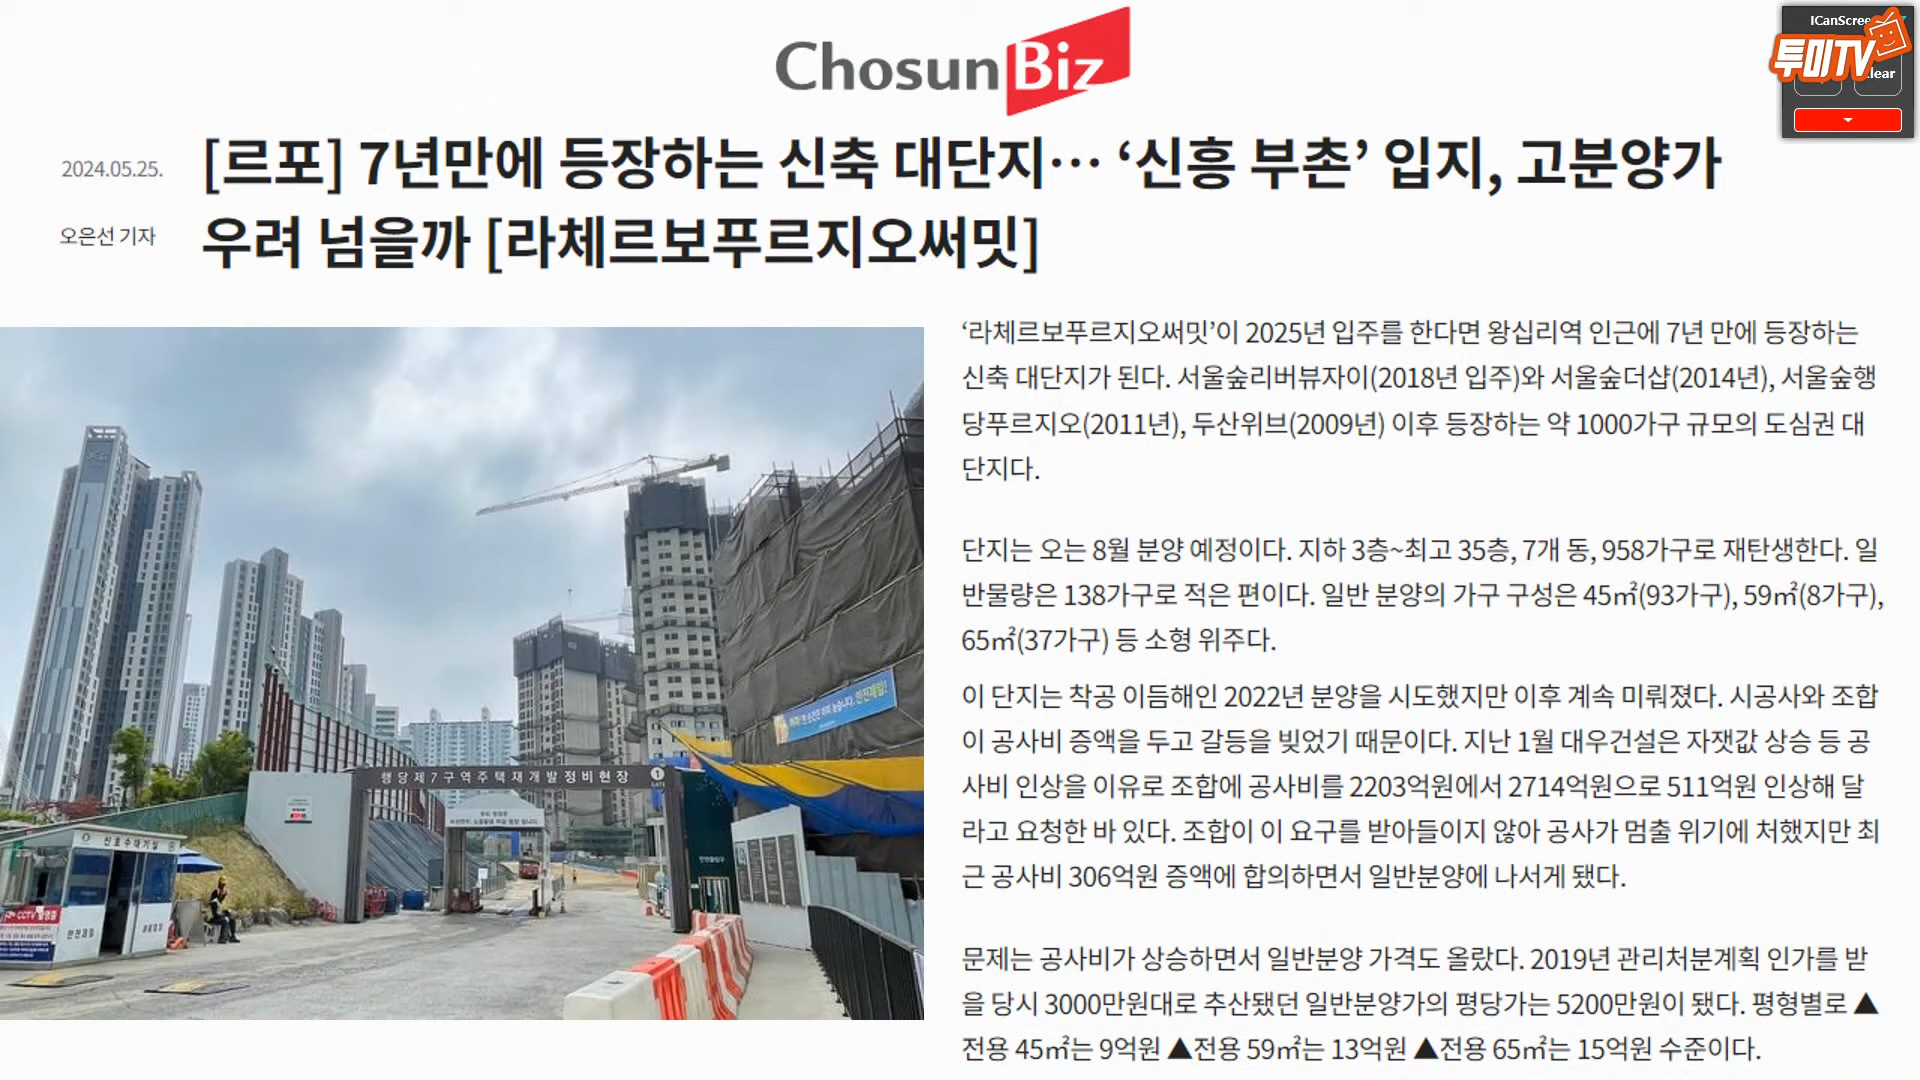 ChosunBiz
ICanScree
투미TV
lear
2024.05.25.
오은선 기자
[르포] 7년만에 등장하는 신축 대단지… ‘신흥 부촌’ 입지, 고분양가
우려 넘을까 [라체르보푸르지오써밋]
‘라체르보푸르지오써밋’이 2025년 입주를 한다면 왕십리역 인근에 7년 만에 등장하는
신축 대단지가 된다. 서울숲리버뷰자이(2018년 입주)와 서울숲더샵(2014년), 서울숲행
당푸르지오(2011년), 두산위브(2009년) 이후 등장하는 약 1000가구 규모의 도심권 대
단지다.
단지는 오는 8월 분양 예정이다. 지하 3층~최고 35층, 7개 동, 958가구로 재탄생한다. 일
반물량은 138가구로 적은 편이다. 일반 분양의 가구 구성은 45㎡(93가구), 59㎡(8가구),
65㎡(37가구) 등 소형 위주다.
이 단지는 착공 이듬해인 2022년 분양을 시도했지만 이후 계속 미뤄졌다. 시공사와 조합
이 공사비 증액을 두고 갈등을 빚었기 때문이다. 지난 1월 대우건설은 자잿값 상승 등 공
사비 인상을 이유로 조합에 공사비를 2203억원에서 2714억원으로 511억원 인상해 달
라고 요청한 바 있다. 조합이 이 요구를 받아들이지 않아 공사가 멈출 위기에 처했지만 최
근 공사비 306억원 증액에 합의하면서 일반분양에 나서게 됐다.
문제는 공사비가 상승하면서 일반분양 가격도 올랐다. 2019년 관리처분계획 인가를 받
을 당시 3000만원대로 추산됐던 일반분양가의 평당가는 5200만원이 됐다. 평형별로 ▲
전용 45㎡는 9억원 ▲전용 59㎡는 13억원 ▲전용 65㎡는 15억원 수준이다.
행당제7구역주택재개발정비현장
1
신호수대기실
CCTV
안전제일